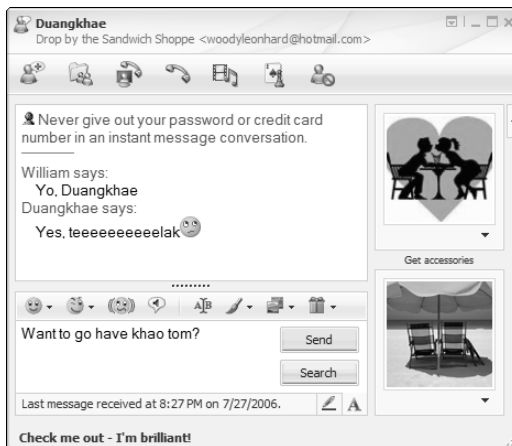 Duangkhae
Drop by the Sandwich Shoppe <woodyleonhard@hotmail.com>
Never give out your password or credit card
number in an instant message conversation.
William says:
Yo, Duangkhae
Duangkhae says:
Yes, teeeeeeeeeelak
Get accessories
Want to go have khao tom?
Send
Search
Last message received at 8:27 PM on 7/27/2006.
A
Check me out - I'm brilliant!